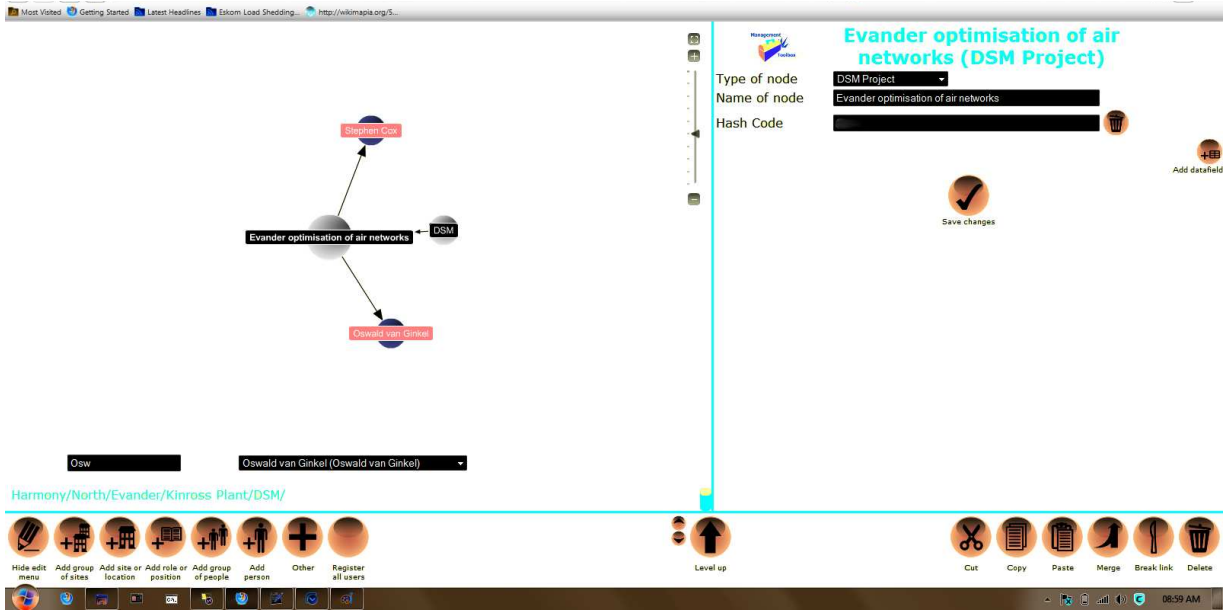 Most Visited Getting Started Latest Headlines Eskom Load Shedding... http://wikimapia.org/S...
Management
Toolbox
Evander optimisation of air
networks (DSM Project)
Type of node DSM Project
Name of node Evander optimisation of air networks
Hash Code
Add datafield
Save changes
Stephen Cox
Evander optimisation of air networks DSM
Oswald van Ginkel
Osw Oswald van Ginkel (Oswald van Ginkel)
Harmony/North/Evander/Kinross Plant/DSM/
Hide edit menu
Add group of sites
Add site or location
Add role or position
Add group of people
Add person
Other
Register all users
Level up
Cut
Copy
Paste
Merge
Break link
Delete
08:59 AM